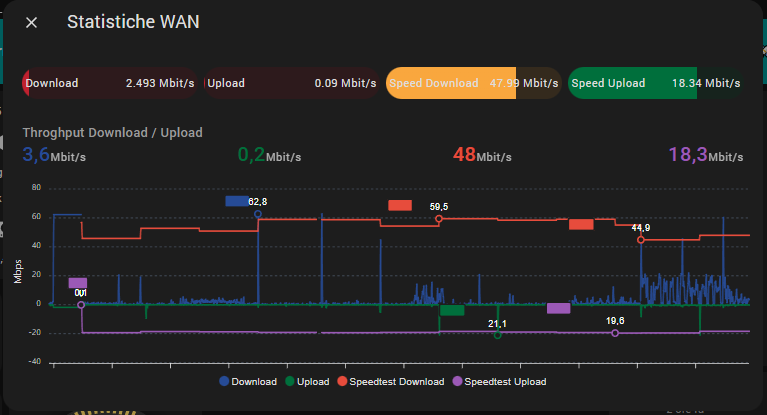 Statistiche WAN
Download 2.493 Mbit/s
Upload 0.09 Mbit/s
Speed Download 47.99 Mbit/s
Speed Upload 18.34 Mbit/s
Throghput Download / Upload
3,6Mbit/s
0,2Mbit/s
48Mbit/s
18,3Mbit/s
80
60
40
20
0
-20
-40
Mbps
62,8
59,5
44,9
21,1
19,6
Download
Upload
Speedtest Download
Speedtest Upload